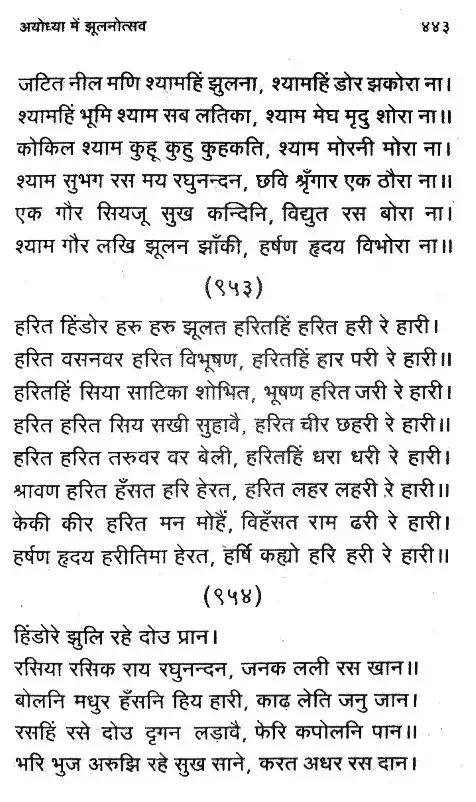 अयोध्या में झूलनोत्सव ४४३
जटित नील मणि श्यामहिं झुलना, श्यामहिं डोर झकोरा ना।
श्यामहिं भूमि श्याम सब लतिका, श्याम मेघ मृदु शोरा ना॥
कोकिल श्याम कुहू कुहु कुहकति, श्याम मोरनी मोरा ना।
श्याम सुभग रस मय रघुनन्दन, छवि श्रृँगार एक ठौरा ना॥
एक गौर सियजू सुख कन्दिनि, विद्युत रस बोरा ना।
श्याम गौर लखि झूलन झाँकी, हर्षण हृदय विभोरा ना॥
(९५३)
हरित हिंडोर हरु हरु झूलत हरितहिं हरित हरी रे हारी।
हरित वसनवर हरित विभूषण, हरितहिं हार परी रे हारी॥
हरितहिं सिया साटिका शोभित, भूषण हरित जरी रे हारी।
हरित हरित सिय सखी सुहावै, हरित चीर छहरी रे हारी॥
हरित हरित तरुवर वर बेली, हरितहिं धरा धरी रे हारी।
श्रावण हरित हँसत हरि हेरत, हरित लहर लहरी रे हारी॥
केकी कीर हरित मन मोहैं, विहँसत राम ढरी रे हारी।
हर्षण हृदय हरीतिमा हेरत, हर्षि कह्यो हरि हरी रे हारी॥
(९५४)
हिंडोरे झुलि रहे दोउ प्रान।
रसिया रसिक राय रघुनन्दन, जनक लली रस खान॥
बोलनि मधुर हँसनि हिय हारी, काढ लेति जनु जान।
रसहिं रसे दोउ दृगन लड़ावै, फेरि कपोलनि पान॥
भरि भुज अरुझि रहे सुख साने, करत अधर रस दान।